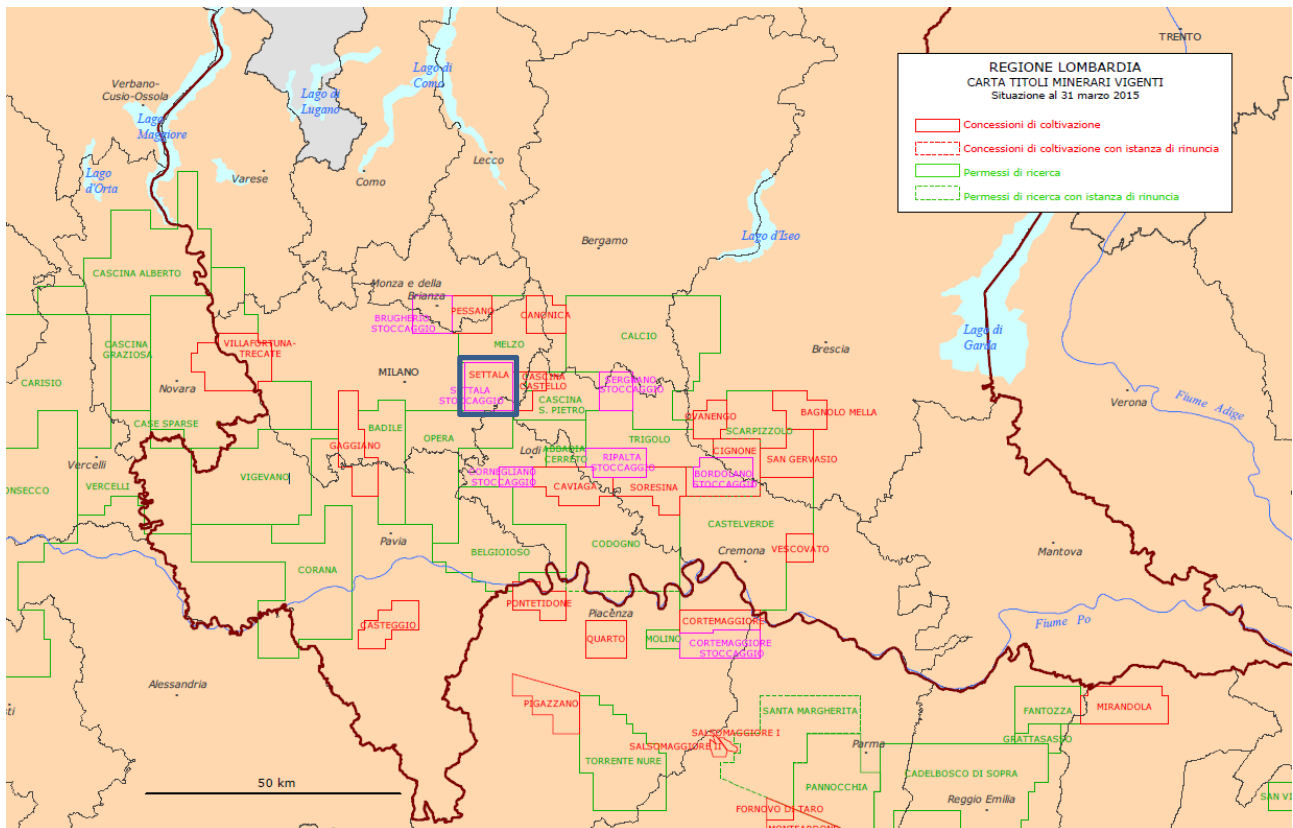 TRENTO
REGIONE LOMBARDIA
CARTA TITOLI MINERARI VIGENTI
Situazione al 31 marzo 2015
Concessioni di coltivazione
Concessioni di coltivazione con istanza di rinuncia
Permessi di ricerca
Permessi di ricerca con istanza di rinuncia
Verbano-
Cusio-Ossola
Lago
Maggiore
Lago di
Lugano
Lago di
Como
Lago
d'Orta
Varese
Como
Lecco
Bergamo
Lago d'Iseo
Lago di
Garda
Brescia
Verona
Fiume Adige
CASCINA ALBERTO
Monza e della
Brianza
BRUGHERIO
STOCCAGGIO
PESSANO
CANONICA
MELZO
CALCIO
CASCINA
GRAZIOSA
VILLAFORTUNA-
TRECATE
CARISIO
Novara
MILANO
SETTALA
SETTALA
STOCCAGGIO
CASCINA
CASTELLO
CASCINA
S. PIETRO
SERGNANO
STOCCAGGIO
CASE SPARSE
BADILE
OPERA
GAGGIANO
Lodi
ABBADIA
CERRETO
TRIGOLO
OVANENGO
SCARPIZZOLO
BAGNOLO MELLA
CIGNONE
SAN GERVASIO
Vercelli
VERCELLI
ONSECCO
VIGEVANO
CORNEGLIANO
STOCCAGGIO
RIPALTA
STOCCAGGIO
BORDOLANO
STOCCAGGIO
CAVIAGA
SORESINA
CASTELVERDE
Pavia
BELGIOIOSO
CODOGNO
Cremona
VESCOVATO
Mantova
CORANA
CASTEGGIO
PONTETIDONE
Piacenza
QUARTO
MOLINO
CORTEMAGGIORE
CORTEMAGGIORE
STOCCAGGIO
Fiume Po
Alessandria
sti
PIGAZZANO
SANTA MARGHERITA
FANTOZZA
MIRANDOLA
GRATTASASSO
SALSOMAGGIORE I
SALSOMAGGIORE II
Parma
TORRENTE NURE
PANNOCCHIA
CADELBOSCO DI SOPRA
50 km
Reggio Emilia
SAN VI
FORNOVO DI TARO